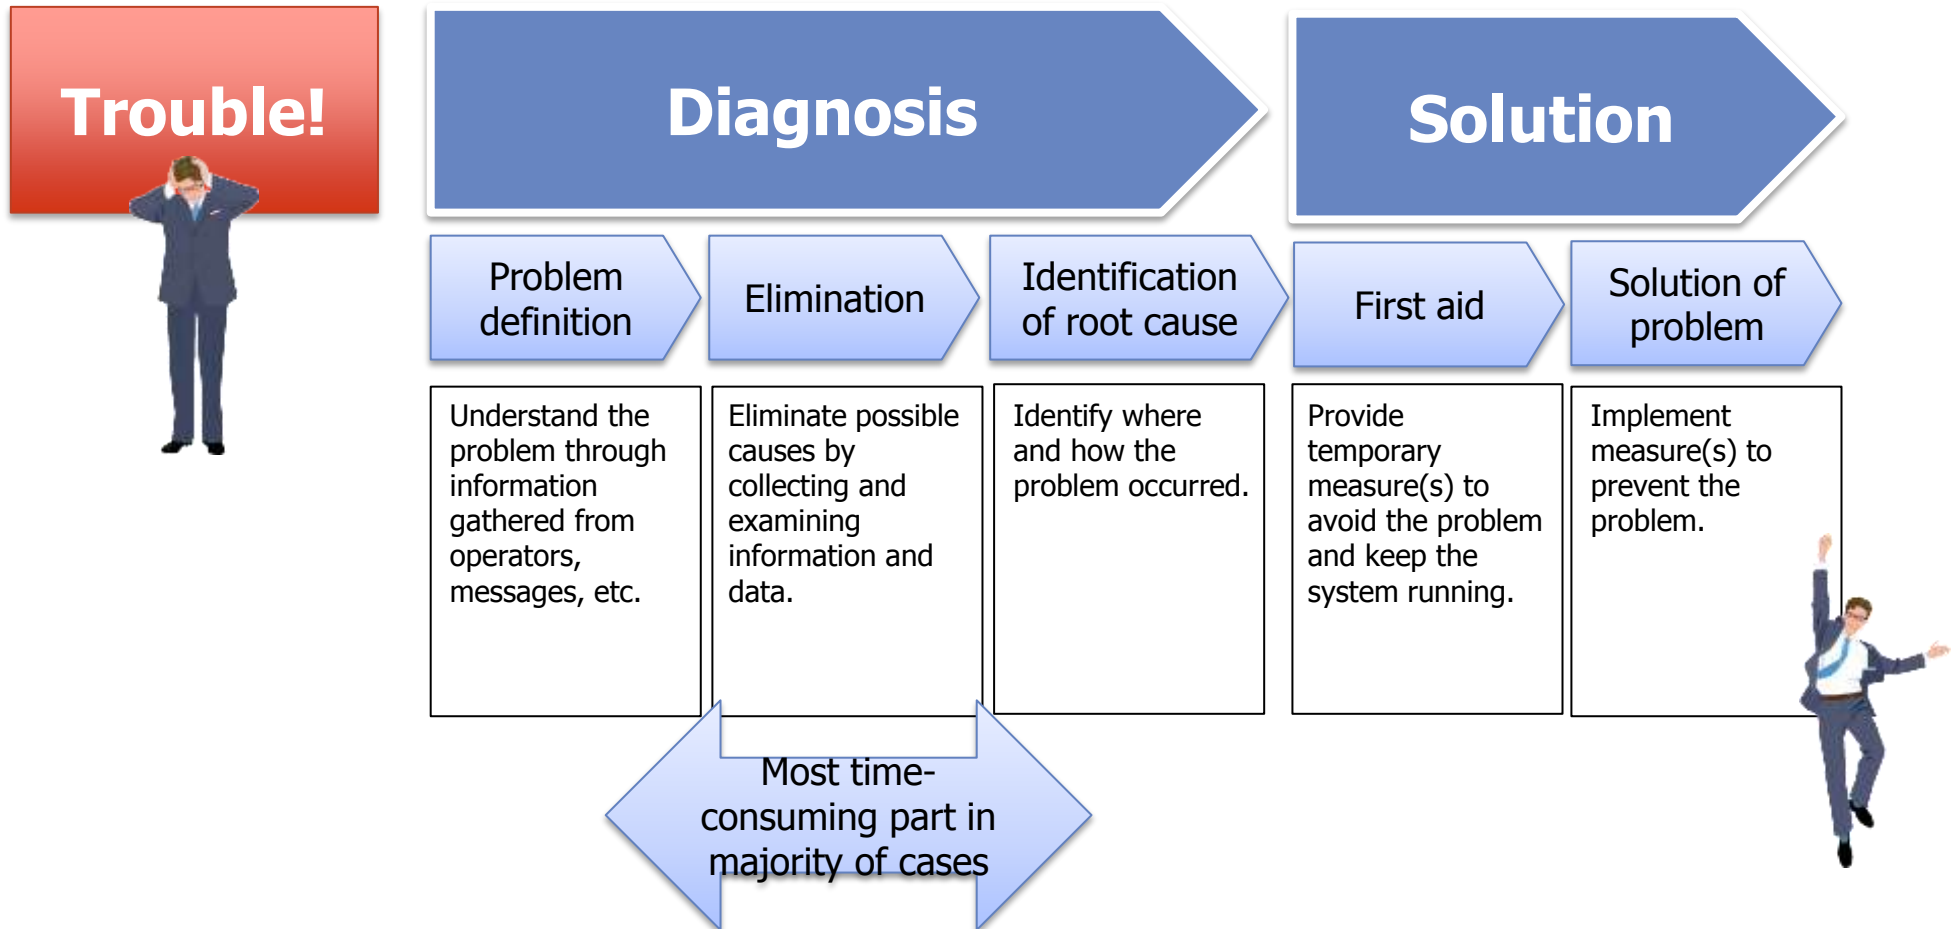 Trouble!
Diagnosis
Solution
Problem
definition
Elimination
Identification
of root cause
First aid
Solution of
problem
Understand the
problem through
information
gathered from
operators,
messages, etc.
Eliminate possible
causes by
collecting and
examining
information and
data.
Identify where
and how the
problem occurred.
Provide
temporary
measure(s) to
avoid the problem
and keep the
system running.
Implement
measure(s) to
prevent the
problem.
Most time-
consuming part in
majority of cases